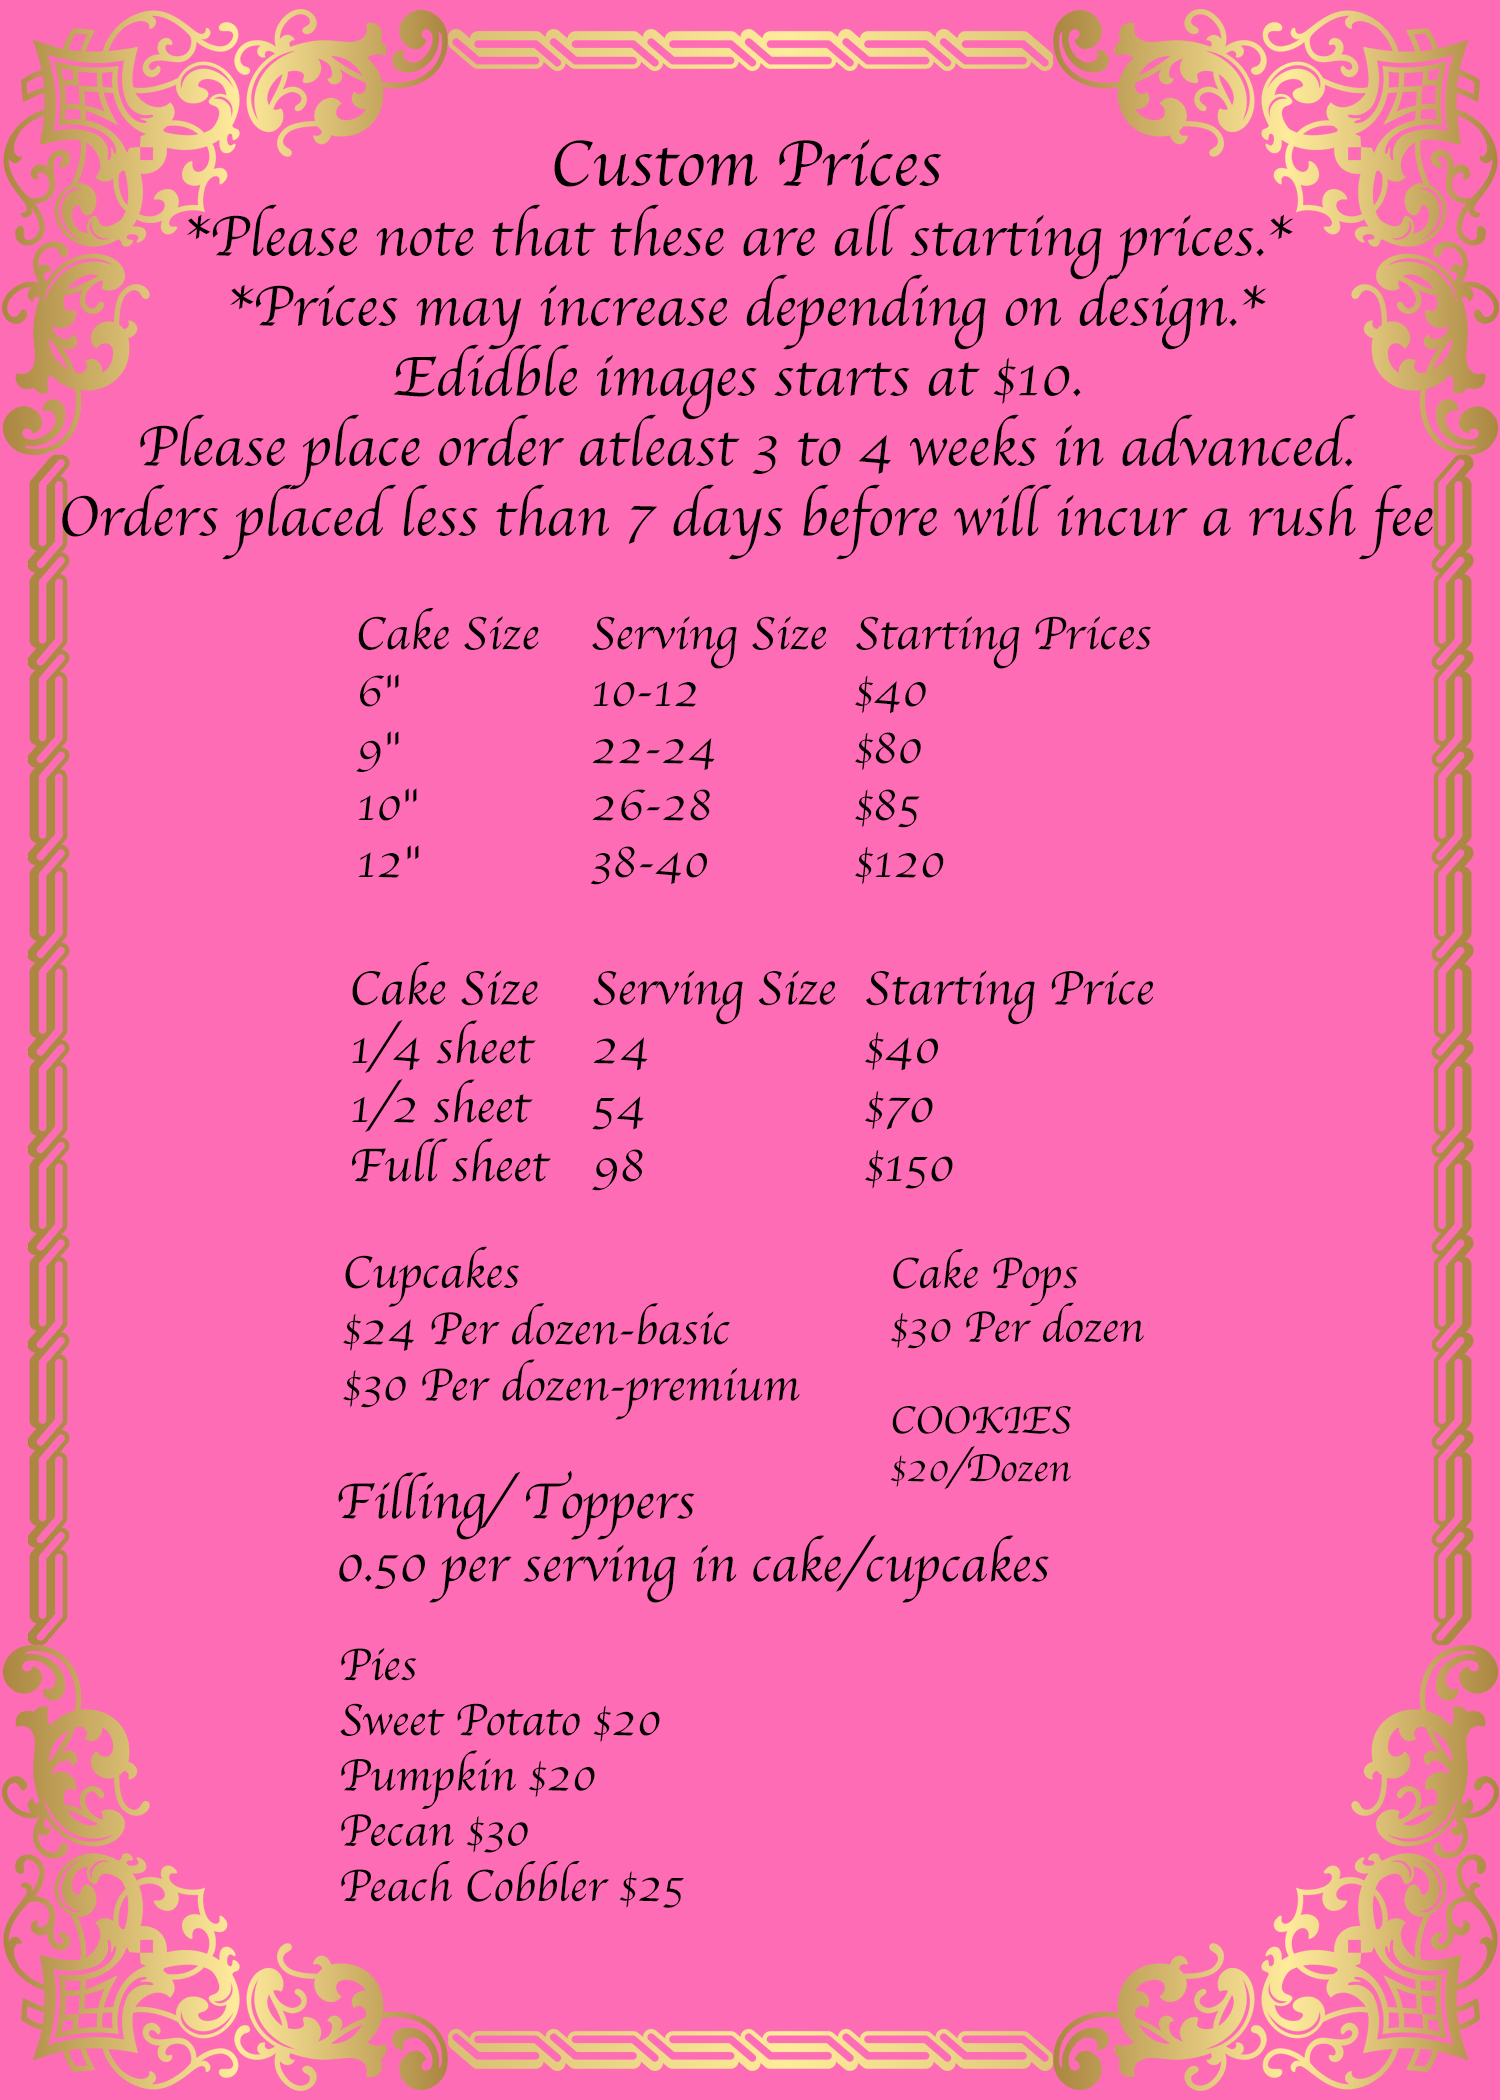 Custom Prices
*Please note that these are all starting prices.*
*Prices may increase depending on design.*
Edidble images starts at $10.
Please place order atleast 3 to 4 weeks in advanced.
Orders placed less than 7 days before will incur a rush fee
Cake Size Serving Size Starting Prices
6" 10-12 $40
9" 22-24 $80
10" 26-28 $85
12" 38-40 $120
Cake Size Serving Size Starting Price
1/4 sheet 24 $40
1/2 sheet 54 $70
Full sheet 98 $150
Cupcakes
$24 Per dozen-basic
$30 Per dozen-premium
Cake Pops
$30 Per dozen
COOKIES
$20/Dozen
Filling/ Toppers
0.50 per serving in cake/cupcakes
Pies
Sweet Potato $20
Pumpkin $20
Pecan $30
Peach Cobbler $25